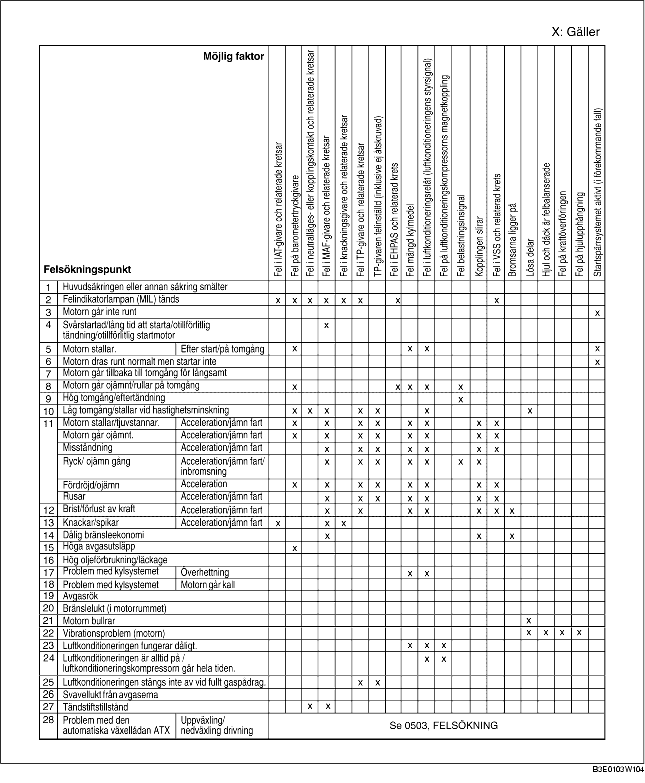 X: Gäller
Möjlig faktor
Felsökningspunkt
Fel i IAT-givare och relaterade kretsar
Fel på barometertryckgivare
Fel i neutralläges- eller kopplingskontakt och relaterade kretsar
Fel i MAF-givare och relaterade kretsar
Fel i knackningsgivare och relaterade kretsar
Fel i TP-givare och relaterade kretsar
TP-givaren felinställd (inklusive ej åtskruvad)
Fel i EHPAS och relaterad krets
Fel mängd kylmedel
Fel i luftkonditioneringsrelät (luftkonditioneringens styrsignal)
Fel på luftkonditioneringskompressorns magnetkoppling
Fel belastningsinsignal
Kopplingen slirar
Fel i VSS och relaterad krets
Bromsarna ligger på
Lösa delar
Hjul och däck är felbalanserade
Fel på kraftöverföringen
Fel på hjulupphängning
Startspärrsystemet aktivt (i förekommande fall)
1 Huvudsäkringen eller annan säkring smälter
2 Felindikatorlampan (MIL) tänds x x x x x x x x
3 Motorn går inte runt x
4 Svårstartad/lång tid att starta/otillförlitlig
tändning/otillförlitlig startmotor x
5 Motorn stallar. Efter start/på tomgång x x x x
6 Motorn dras runt normalt men startar inte x
7 Motorn går tillbaka till tomgång för långsamt
8 Motorn går ojämnt/rullar på tomgång x x x x x
9 Hög tomgång/eftertändning x
10 Låg tomgång/stallar vid hastighetsminskning x x x x x x x
11 Motorn stallar/tjuvstannar. Acceleration/jämn fart x x x x x x x x
Motorn går ojämnt. Acceleration/jämn fart x x x x x x x x
Misständning Acceleration/jämn fart x x x x x x x
Ryck/ ojämn gång Acceleration/jämn fart/
inbromsning x x x x x x x
Fördröjd/ojämn Acceleration x x x x x x x x
Rusar Acceleration/jämn fart x x x x x x x
12 Brist/förlust av kraft Acceleration/jämn fart x x x x x x x
13 Knackar/spikar Acceleration/jämn fart x x x
14 Dålig bränsleekonomi x x x
15 Höga avgasutsläpp x
16 Hög oljeförbrukning/läckage
17 Problem med kylsystemet Överhettning x x
18 Problem med kylsystemet Motorn går kall
19 Avgasrök
20 Bränslelukt (i motorrummet)
21 Motorn bullrar x
22 Vibrationsproblem (motorn) x x x x
23 Luftkonditioneringen fungerar dåligt. x x x
24 Luftkonditioneringen är alltid på /
luftkonditioneringskompressorn går hela tiden. x x
25 Luftkonditioneringen stängs inte av vid fullt gaspådrag. x x
26 Svavellukt från avgaserna
27 Tändstiftstillstånd x x
28 Problem med den Uppväxling/
automatiska växellådan ATX nedväxling drivning
Se 0503, FELSÖKNING
B3E0103W104